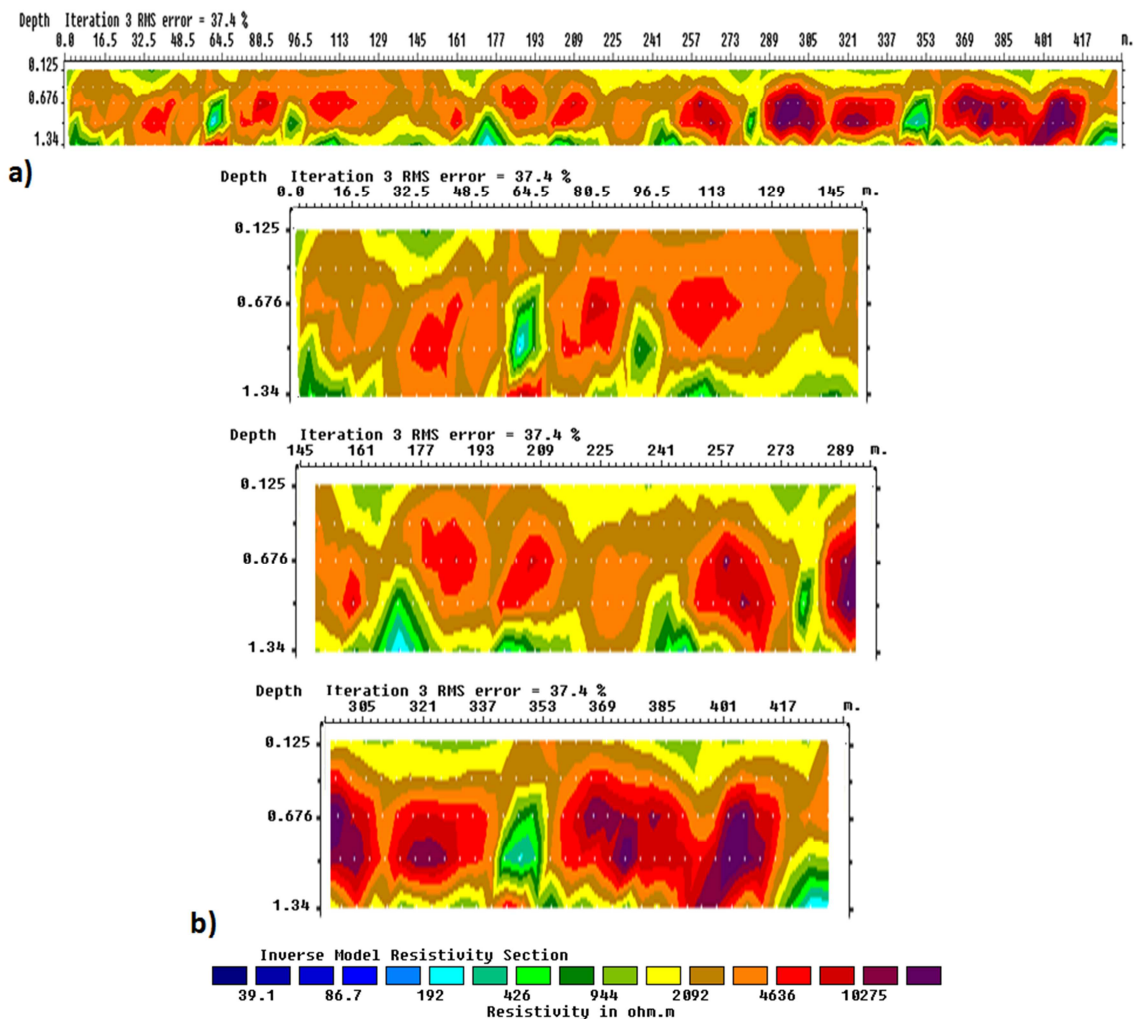 Depth Iteration 3 RMS error = 37.4 %
0.0 16.5 32.5 48.5 64.5 80.5 96.5 113 129 145 161 177 193 209 225 241 257 273 289 305 321 337 353 369 385 401 417 m.
0.125
0.676
1.34
a)
Depth Iteration 3 RMS error = 37.4 %
0.0 16.5 32.5 48.5 64.5 80.5 96.5 113 129 145 m.
0.125
0.676
1.34
Depth Iteration 3 RMS error = 37.4 %
145 161 177 193 209 225 241 257 273 289 m.
0.125
0.676
1.34
Depth Iteration 3 RMS error = 37.4 %
305 321 337 353 369 385 401 417 m.
0.125
0.676
1.34
b)
Inverse Model Resistivity Section
39.1 86.7 192 426 944 2092 4636 10275
Resistivity in ohm.m